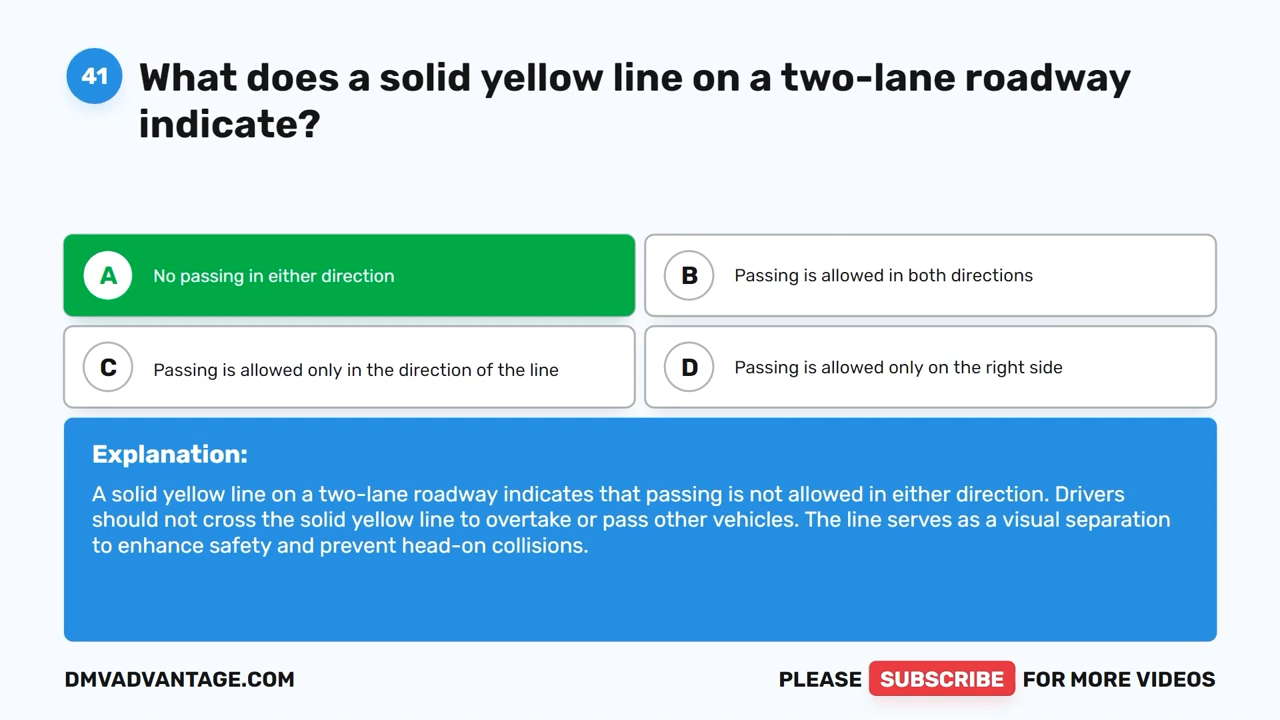 41
What does a solid yellow line on a two-lane roadway
indicate?
A No passing in either direction
B Passing is allowed in both directions
C Passing is allowed only in the direction of the line
D Passing is allowed only on the right side
Explanation:
A solid yellow line on a two-lane roadway indicates that passing is not allowed in either direction. Drivers
should not cross the solid yellow line to overtake or pass other vehicles. The line serves as a visual separation
to enhance safety and prevent head-on collisions.
DMVADVANTAGE.COM
PLEASE SUBSCRIBE FOR MORE VIDEOS